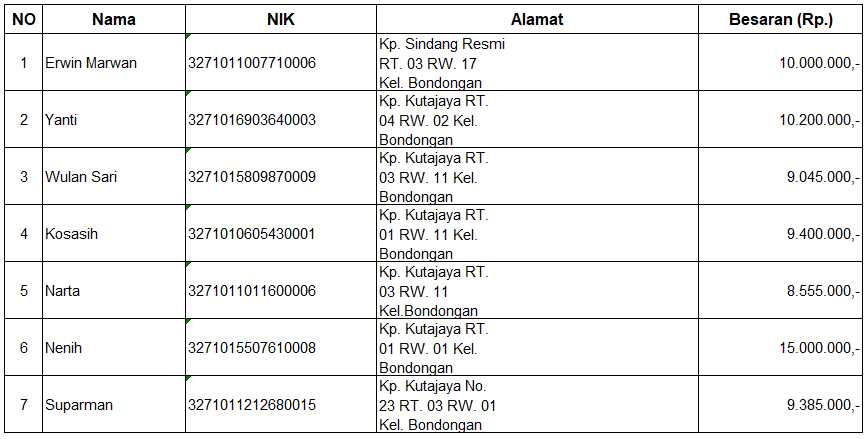 NO Nama NIK Alamat Besaran (Rp.)
1 Erwin Marwan 3271011007710006 Kp. Sindang Resmi
RT. 03 RW. 17
Kel. Bondongan 10.000.000,-
2 Yanti 3271016903640003 Kp. Kutajaya RT.
04 RW. 02 Kel.
Bondongan 10.200.000,-
3 Wulan Sari 3271015809870009 Kp. Kutajaya RT.
03 RW. 11 Kel.
Bondongan 9.045.000,-
4 Kosasih 3271010605430001 Kp. Kutajaya RT.
01 RW. 11 Kel.
Bondongan 9.400.000,-
5 Narta 3271011011600006 Kp. Kutajaya RT.
03 RW. 11
Kel.Bondongan 8.555.000,-
6 Nenih 3271015507610008 Kp. Kutajaya RT.
01 RW. 01 Kel.
Bondongan 15.000.000,-
7 Suparman 3271011212680015 Kp. Kutajaya No.
23 RT. 03 RW. 01
Kel. Bondongan 9.385.000,-